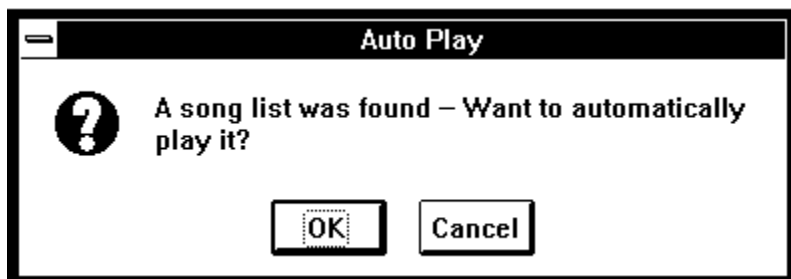 Auto Play
A song list was found – Want to automatically
play it?
OK Cancel